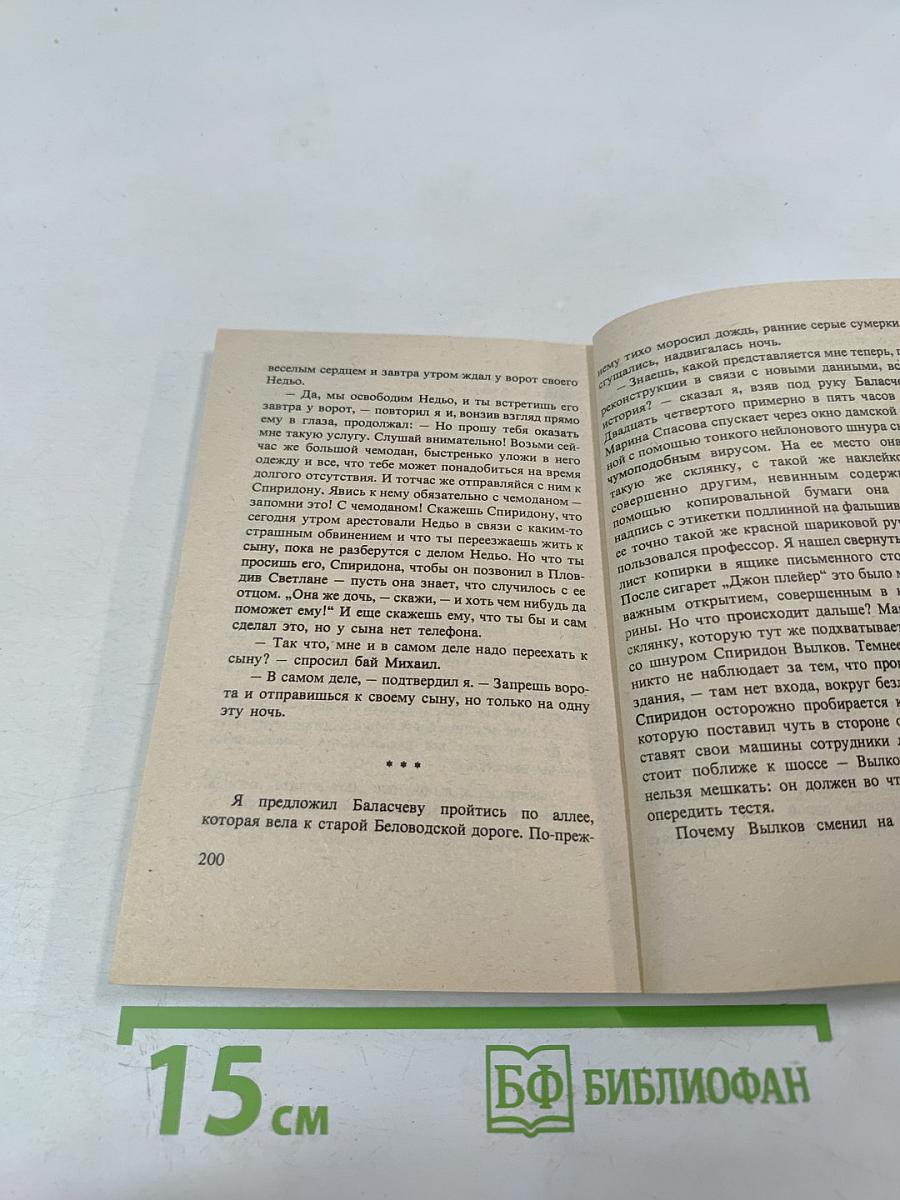 веселым сердцем и завтра утром ждал у ворот своего
Недьо.
— Да, мы освободим Недьо, и ты встретишь его
завтра у ворот, — повторил я и, вонзив взгляд прямо
ему в глаза, продолжал: — Но прошу тебя оказать
мне такую услугу. Слушай внимательно! Возьми сей-
час же большой чемодан, быстренько уложи в него
одежду и все, что тебе может понадобиться на время
долгого отсутствия. И тотчас же отправляйся с ним к
Спиридону. Явись к нему обязательно с чемоданом —
запомни это! С чемоданом! Скажешь Спиридону, что
сегодня утром арестовали Недьо в связи с каким-то
страшным обвинением и что ты переезжаешь жить к
сыну, пока не разберутся с делом Недьо. Но что ты
просишь его, Спиридона, чтобы он позвонил в Плов-
див Светлане — пусть она знает, что случилось с ее
отцом. „Она же дочь, — скажи, — и хоть чем нибудь да
поможет ему!“ И еще скажешь ему, что ты бы и сам
сделал это, но у сына нет телефона.
— Так что, мне и в самом деле надо переехать к
сыну? — спросил бай Михаил.
— В самом деле, — подтвердил я. — Запрешь воро-
та и отправишься к своему сыну, но только на одну
эту ночь.
* * *
Я предложил Баласчеву пройтись по аллее,
которая вела к старой Беловодской дороге. По-преж-
200
нему тихо моросил дождь, ранние серые сумерки
сгущались, надвигалась ночь.
— Знаешь, какой представляется мне теперь,
реконструкции в связи с новыми данными,
история? — сказал я, взяв под руку Баласче
Двадцать четвертого примерно в пять часов
Марина Спасова спускает через окно дамской
ной с помощью тонкого нейлонового шнура ск
чумоподобным вирусом. На ее место она
такую же склянку, с такой же наклейко
совершенно другим, невинным содерж
помощью копировальной бумаги она
надпись с этикетки подлинной на фальшив
ее точно такой же красной шариковой руч
пользовался профессор. Я нашел свернуты
лист копирки в ящике письменного сто
После сигарет „Джон плейер“ это было
важным открытием, совершенным в
рины. Но что происходит дальше? Ма
склянку, которую тут же подхватывает
со шнуром Спиридон Вылков. Темнее
никто не наблюдает за тем, что прои
здания, — там нет входа, вокруг безл
Спиридон осторожно пробирается к
которую поставил чуть в стороне
ставят свои машины сотрудники
стоит поближе к шоссе — Вылко
нельзя мешкать: он должен во чт
опередить тестя.
Почему Вылков сменил на
15 см
БФ БИБЛИОФАН